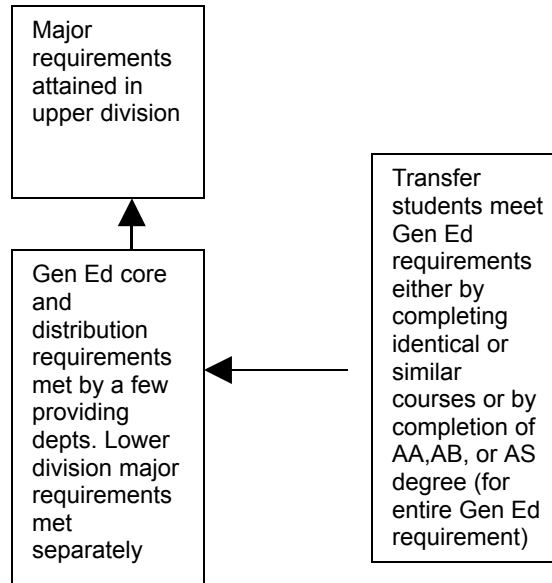 Major
requirements
attained in
upper division
Gen Ed core
and
distribution
requirements
met by a few
providing
depts. Lower
division major
requirements
met
separately
Transfer
students meet
Gen Ed
requirements
either by
completing
identical or
similar
courses or by
completion of
AA,AB, or AS
degree (for
entire Gen Ed
requirement)